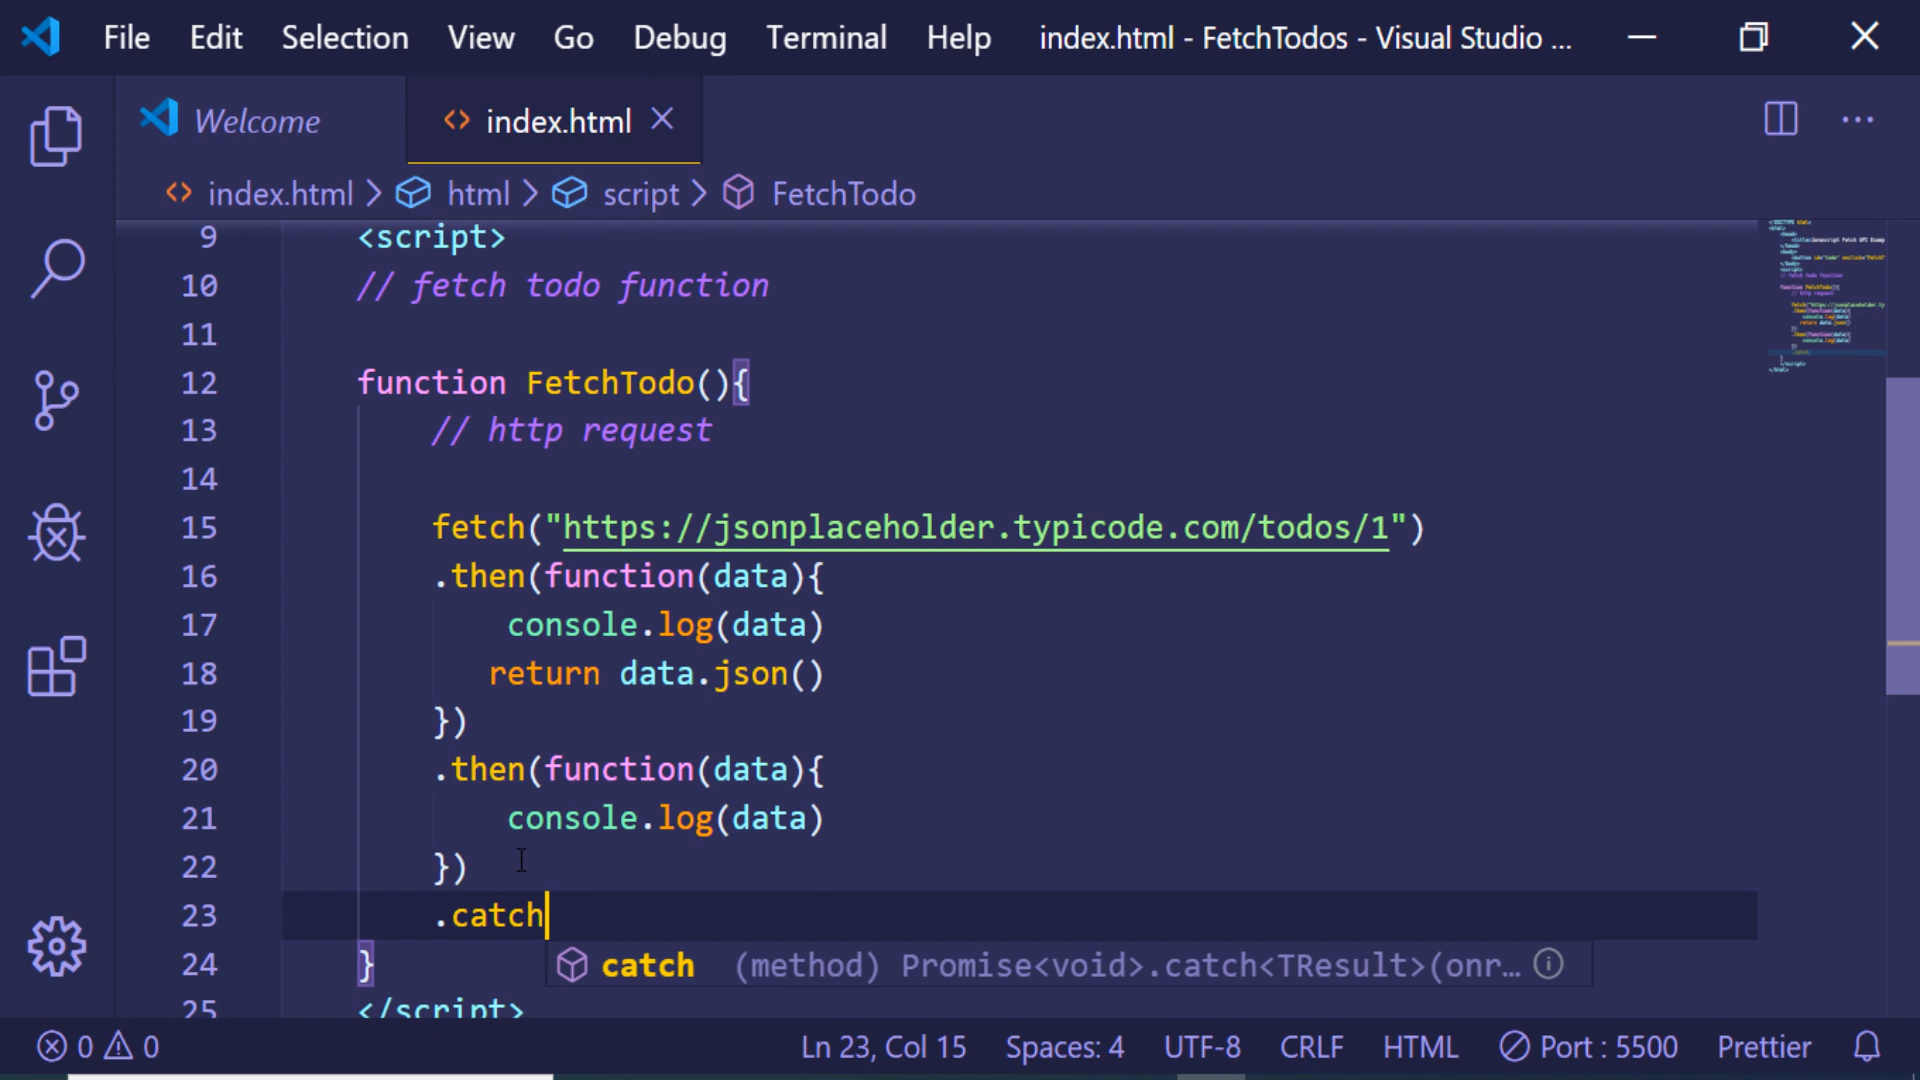 File Edit Selection View Go Debug Terminal Help index.html - FetchTodos - Visual Studio ...
Welcome index.html
index.html html script FetchTodo
9 <script>
10 // fetch todo function
11
12 function FetchTodo(){
13 // http request
14
15 fetch("https://jsonplaceholder.typicode.com/todos/1")
16 .then(function(data){
17 console.log(data)
18 return data.json()
19 })
20 .then(function(data){
21 console.log(data)
22 })
23 .catch
24 }
catch (method) Promise<void>.catch<TResult>(onr...
25 </script>
0 0 Ln 23, Col 15 Spaces: 4 UTF-8 CRLF HTML Port : 5500 Prettier